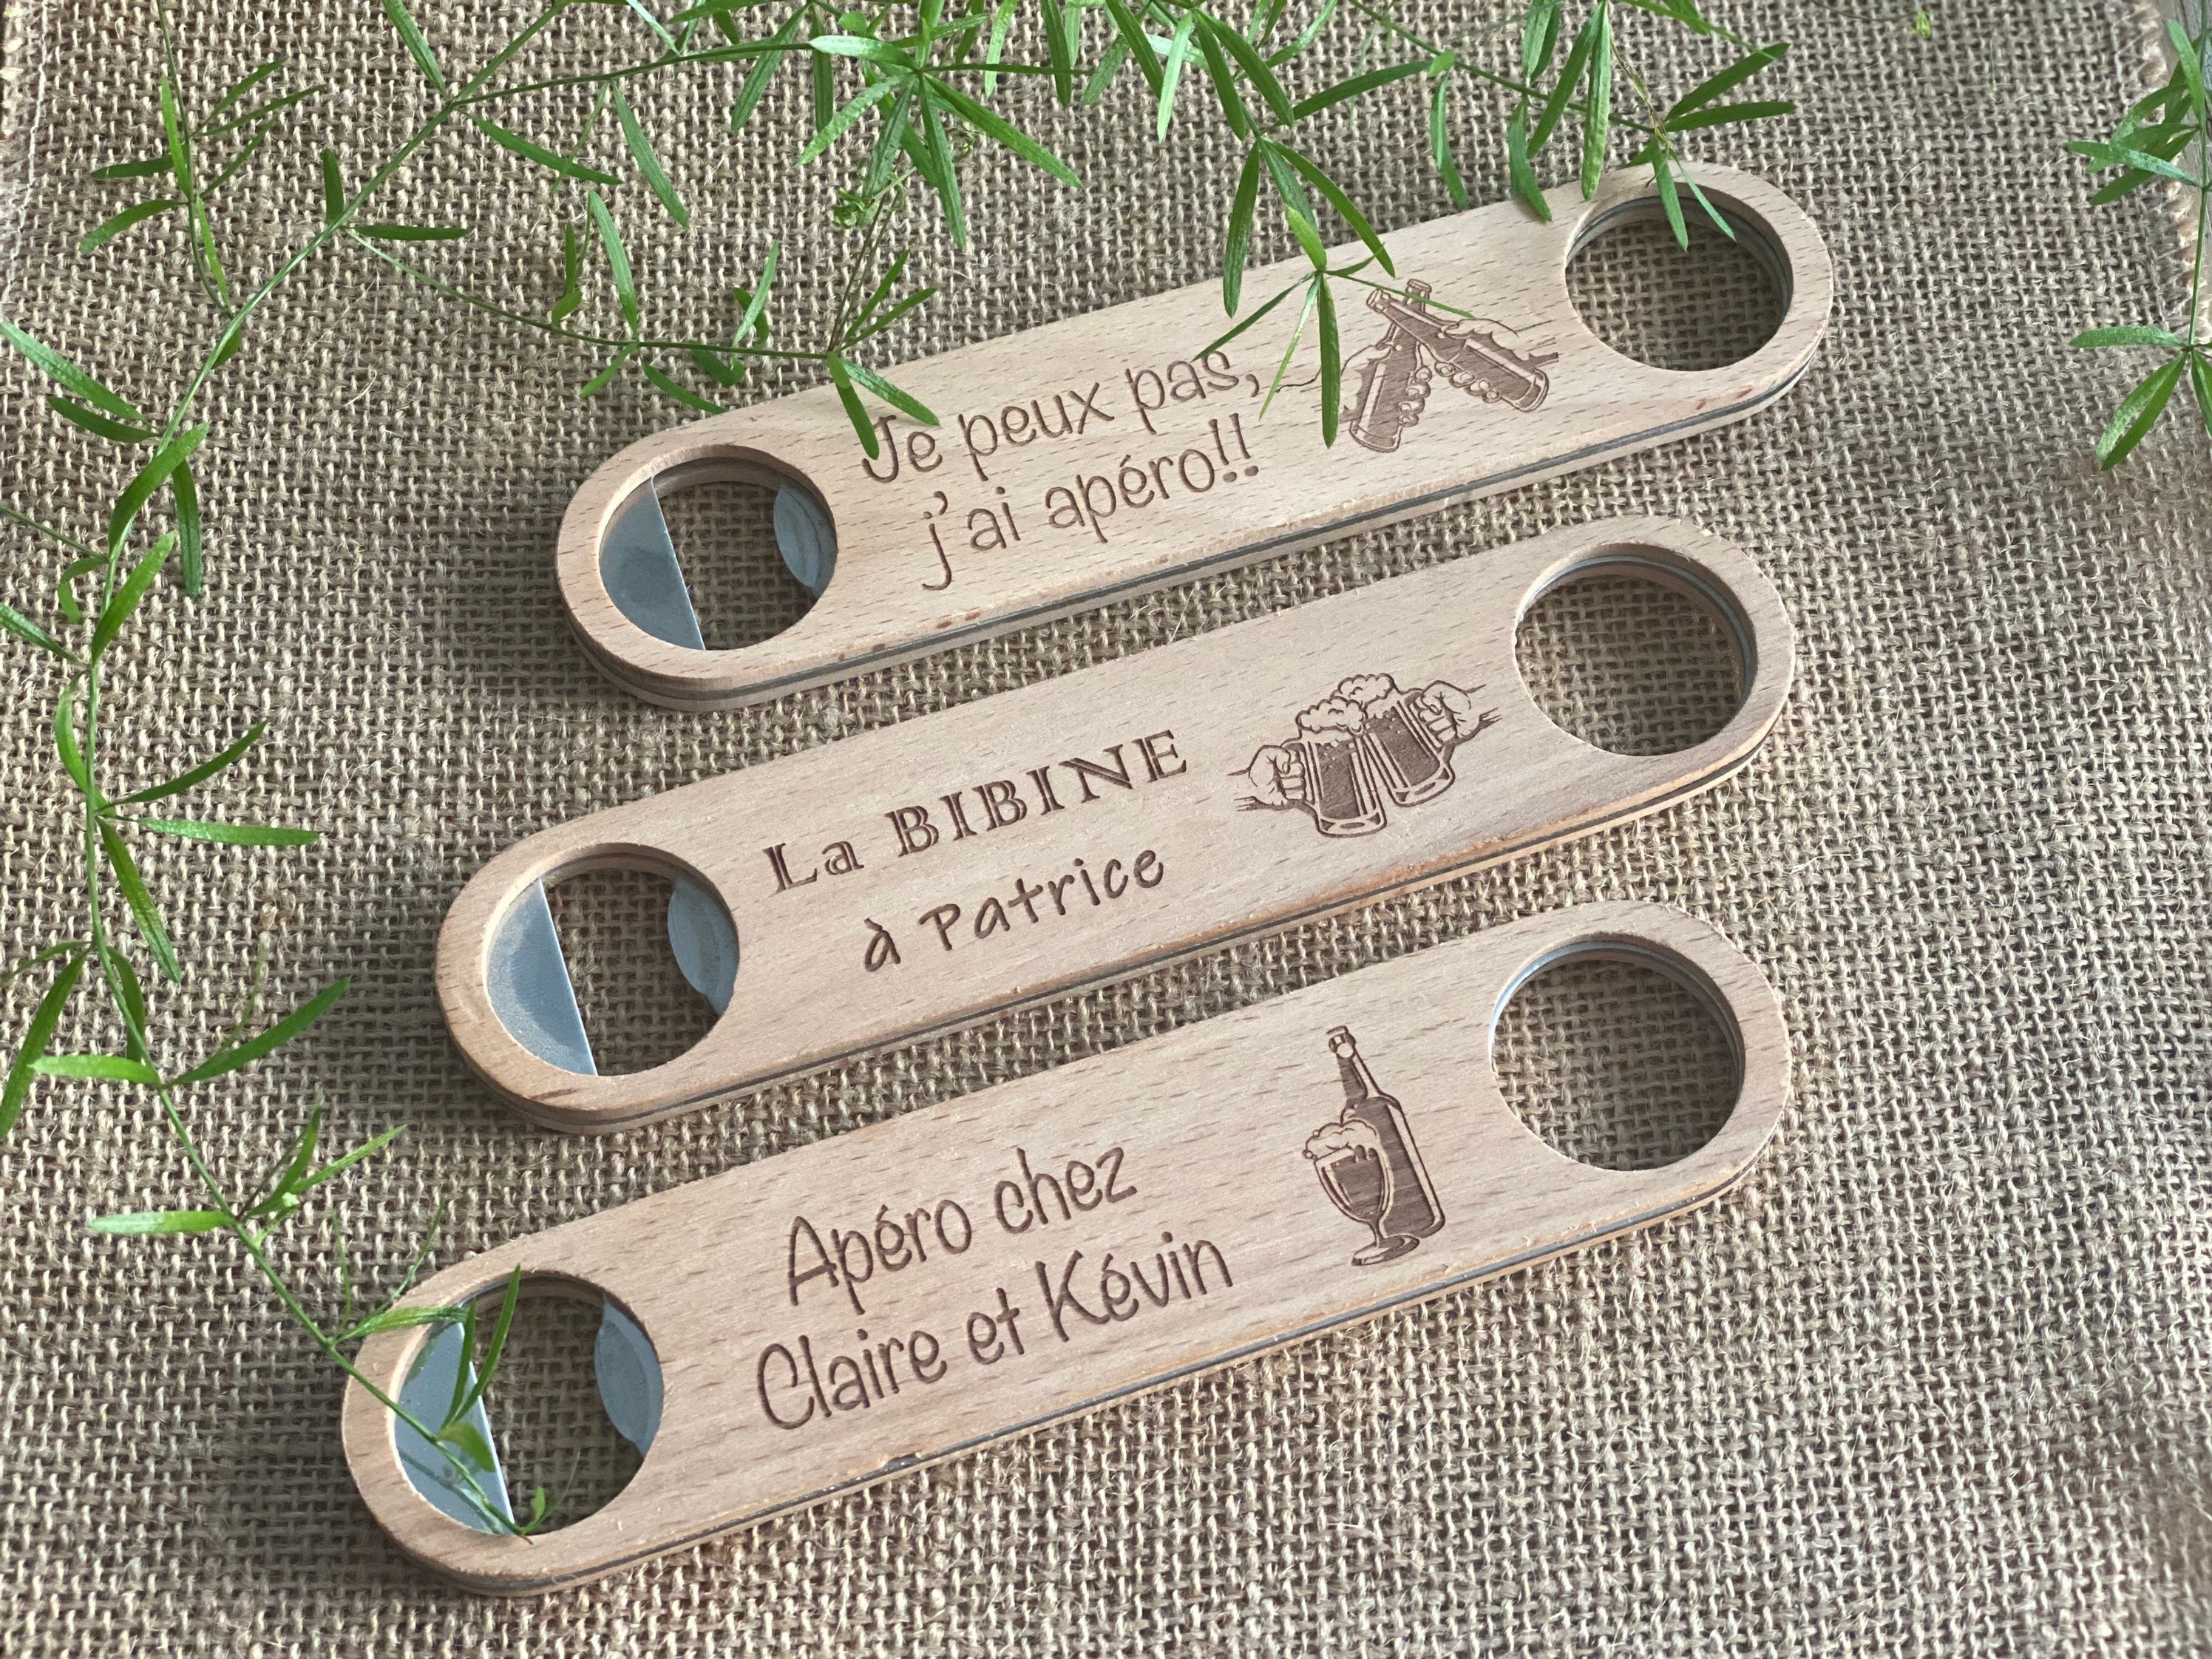 Je peux pas,
j'ai apéro!!
La BIBINE
à Patrice
Apéro chez
Claire et Kévin